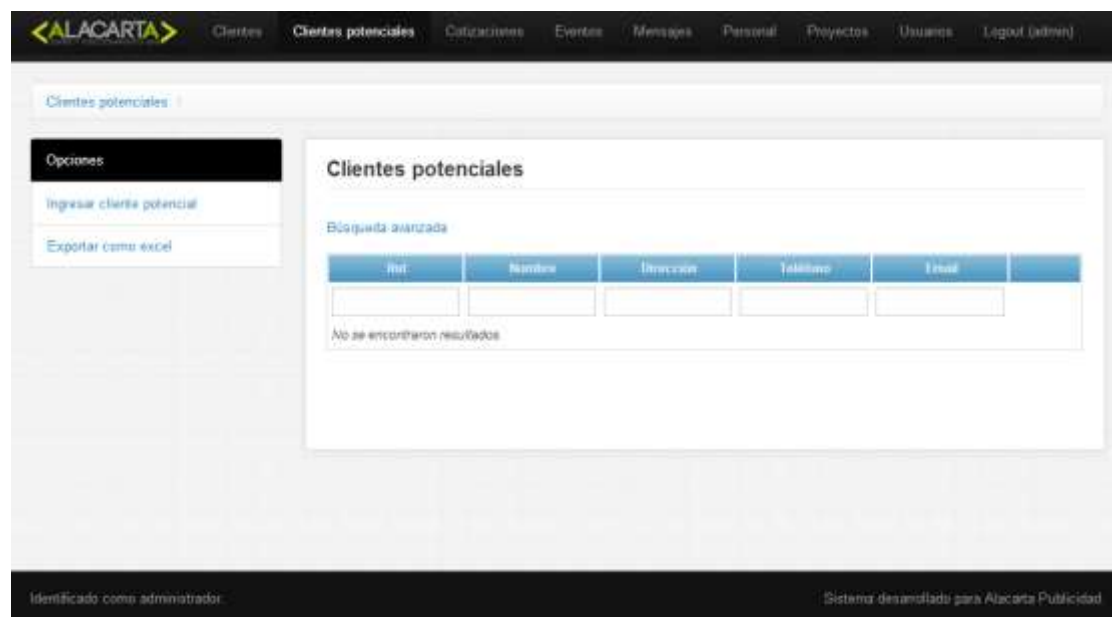 <ALACARTA> Clientes Clientes potenciales Cotizaciones Eventos Mensajes Personal Proyectos Usuarios Logout (admin)
Clientes potenciales
Opciones
Ingresar cliente potencial
Exportar como excel
Clientes potenciales
Búsqueda avanzada
Rut Nombre Dirección Teléfono Email
No se encontraron resultados.
Identificado como administrador.
Sistema desarrollado para Alacarta Publicidad